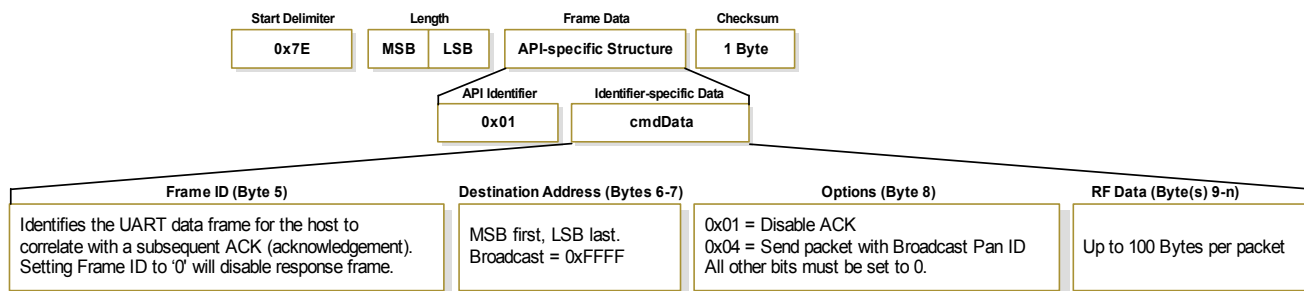 Start Delimiter
Length
Frame Data
Checksum
0x7E
MSB
LSB
API-specific Structure
1 Byte
API Identifier
Identifier-specific Data
0x01
cmdData
Frame ID (Byte 5)
Identifies the UART data frame for the host to
correlate with a subsequent ACK (acknowledgement).
Setting Frame ID to ‘0' will disable response frame.
Destination Address (Bytes 6-7)
MSB first, LSB last.
Broadcast = 0xFFFF
Options (Byte 8)
0x01 = Disable ACK
0x04 = Send packet with Broadcast Pan ID
All other bits must be set to 0.
RF Data (Byte(s) 9-n)
Up to 100 Bytes per packet